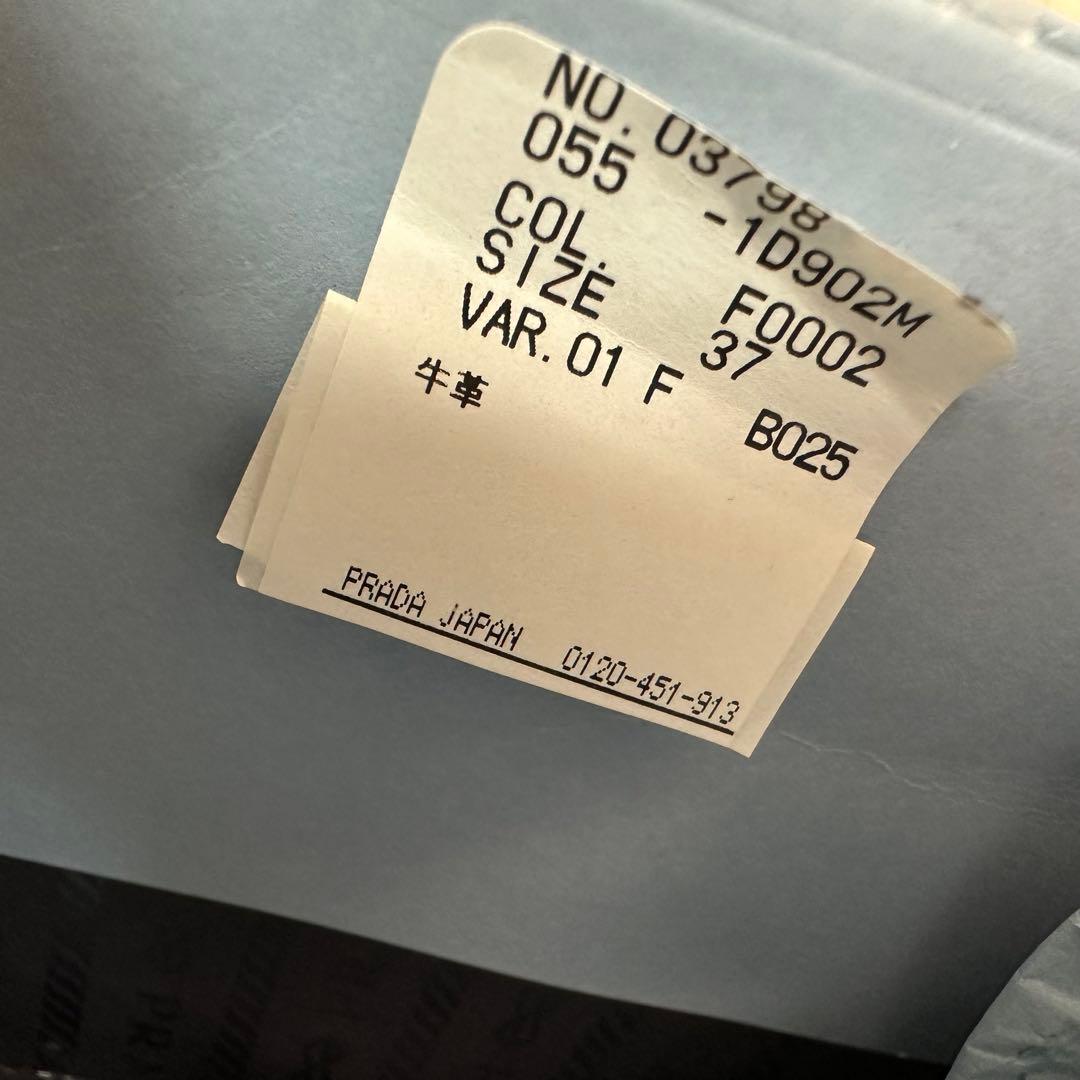 NO. 03798
055 -1D902M
COL. F0002
SIZE 37
VAR. 01 F B025
牛革
PRADA JAPAN 0120-451-913